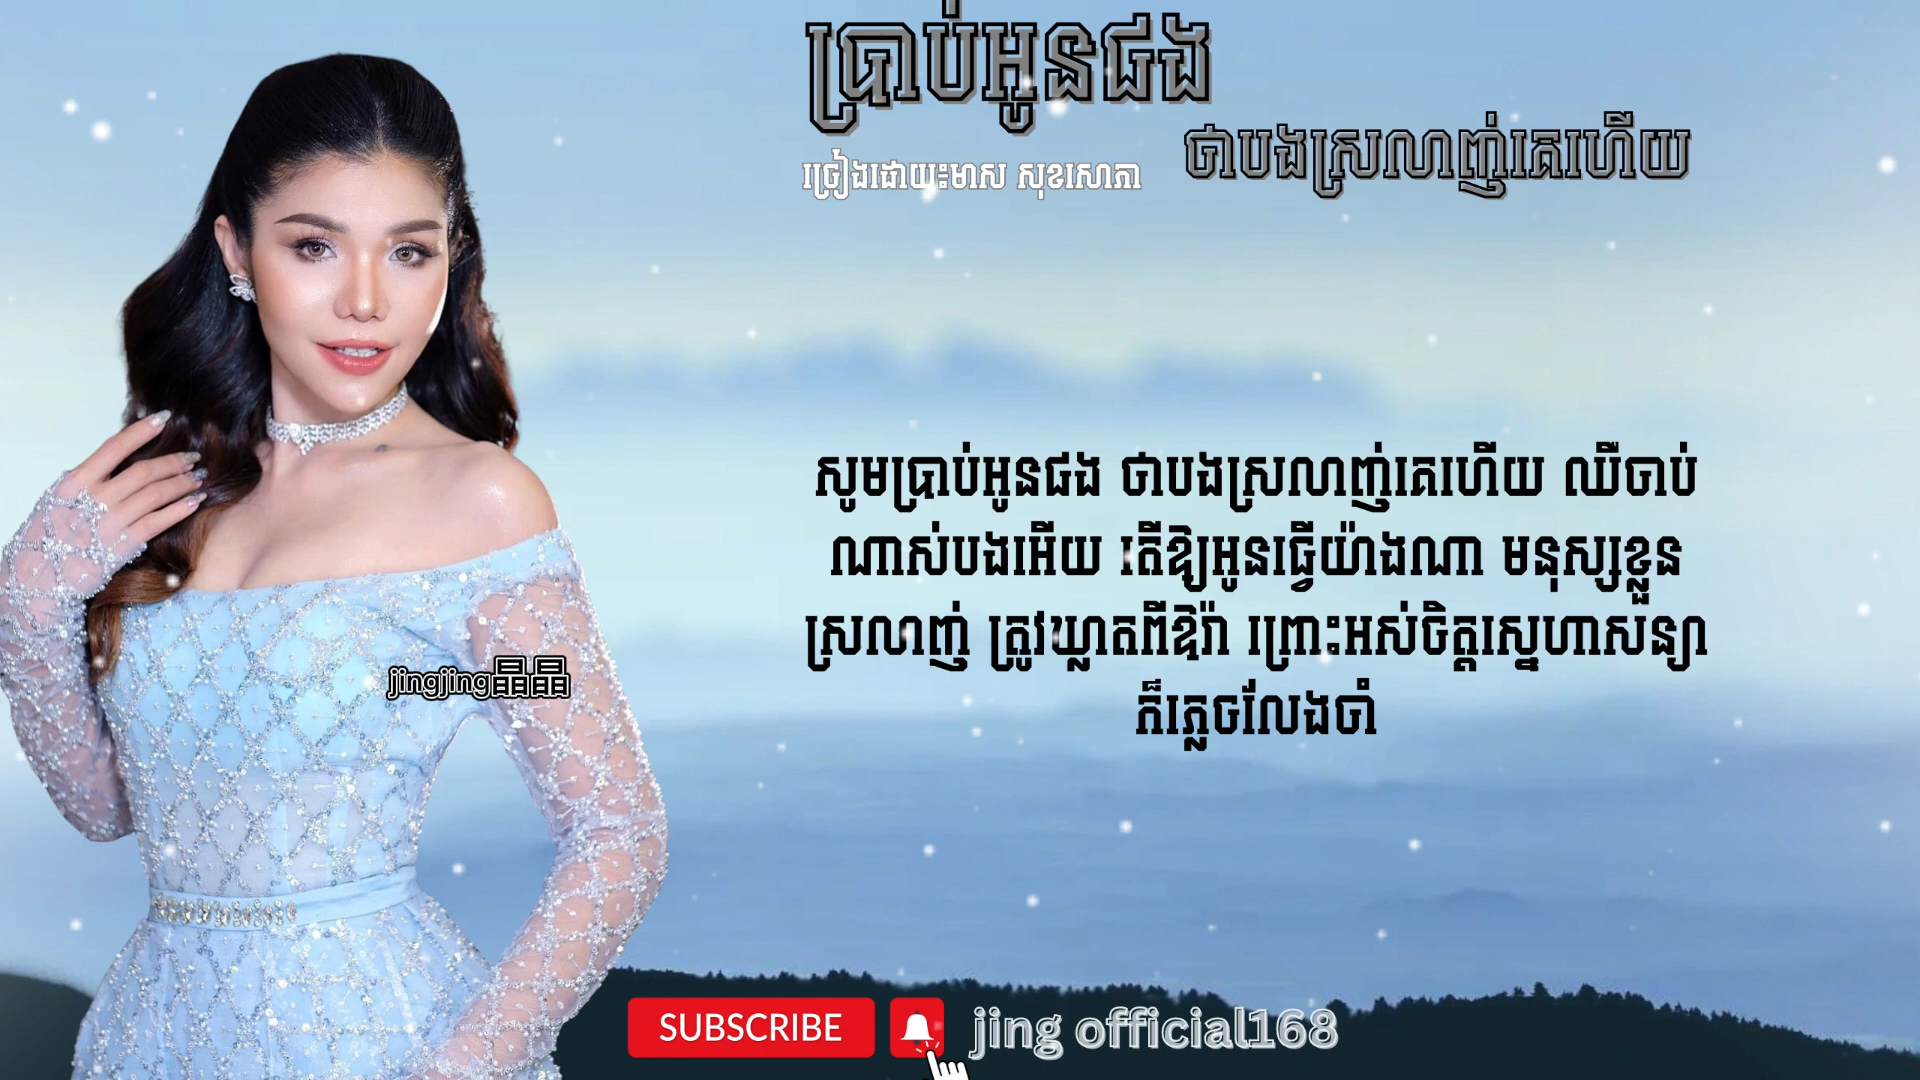 ប្រាប់អូនផង
ថាបងស្រលាញ់គេហើយ
ច្រៀងដោយ៖មាស សុខសោភា
សូមប្រាប់អូនផង ថាបងស្រលាញ់គេហើយ ឈឺចាប់
ណាស់បងអើយ តើឱ្យអូនធ្វើយ៉ាងណា មនុស្សខ្លួន
ស្រលាញ់ ត្រូវឃ្លាតពីឱរ៉ា ព្រោះអស់ចិត្តស្នេហាសន្យា
ក៏ភ្លេចលែងចាំ
jingjing晶晶
SUBSCRIBE
jing official168